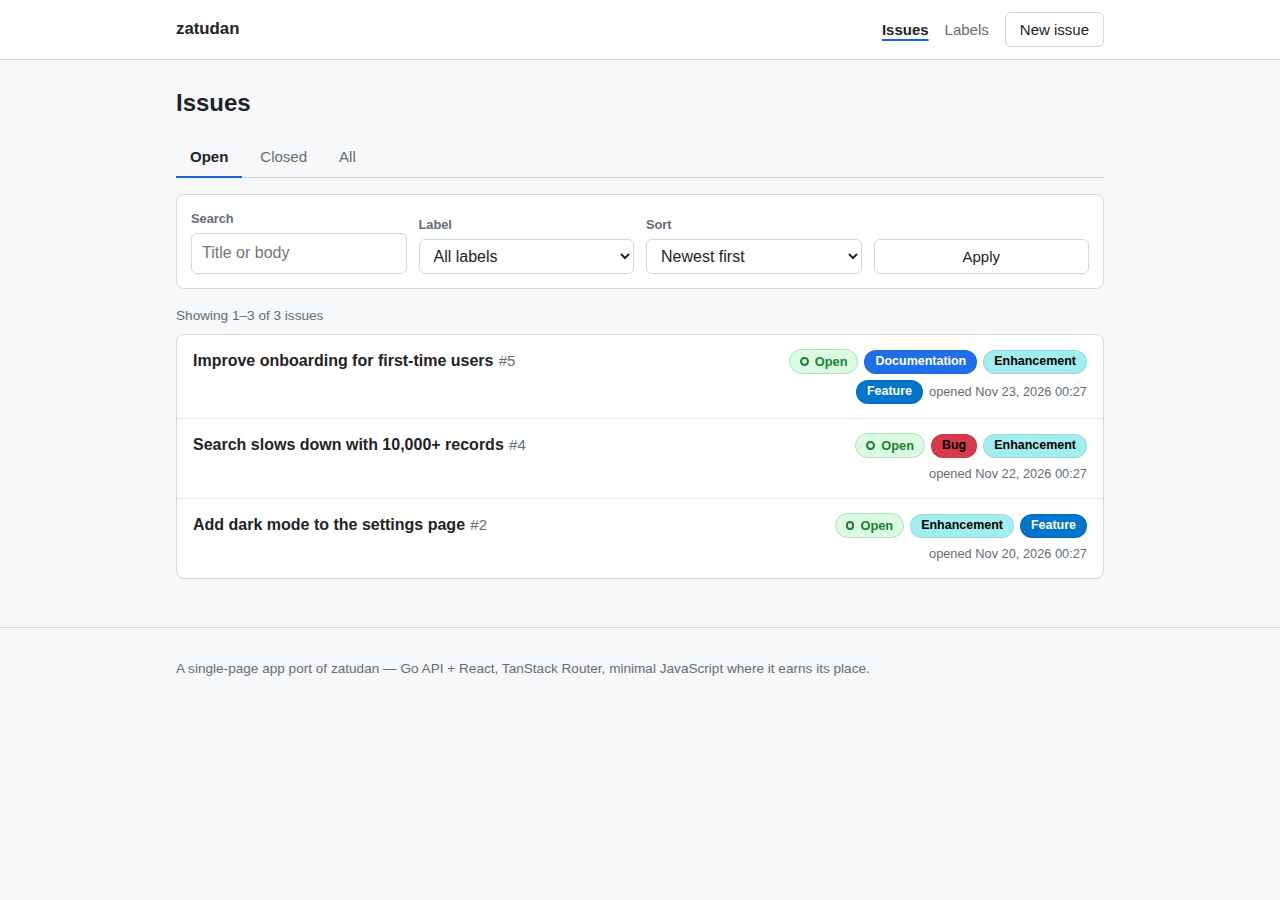 zatudan
Issues Labels New issue
Issues
Open Closed All
Search Label Sort
Title or body All labels Newest first Apply
Showing 1–3 of 3 issues
Improve onboarding for first-time users #5 Open Documentation Enhancement
Feature opened Nov 23, 2026 00:27
Search slows down with 10,000+ records #4 Open Bug Enhancement
opened Nov 22, 2026 00:27
Add dark mode to the settings page #2 Open Enhancement Feature
opened Nov 20, 2026 00:27
A single-page app port of zatudan — Go API + React, TanStack Router, minimal JavaScript where it earns its place.